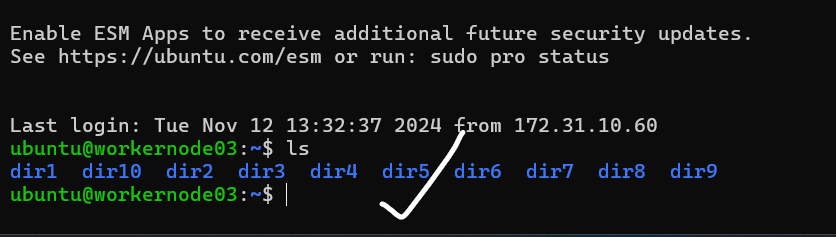 Enable ESM Apps to receive additional future security updates.
See https://ubuntu.com/esm or run: sudo pro status
Last login: Tue Nov 12 13:32:37 2024 from 172.31.10.60
ubuntu@workernode03:~$ ls
dir1  dir10  dir2  dir3  dir4  dir5  dir6  dir7  dir8  dir9
ubuntu@workernode03:~$